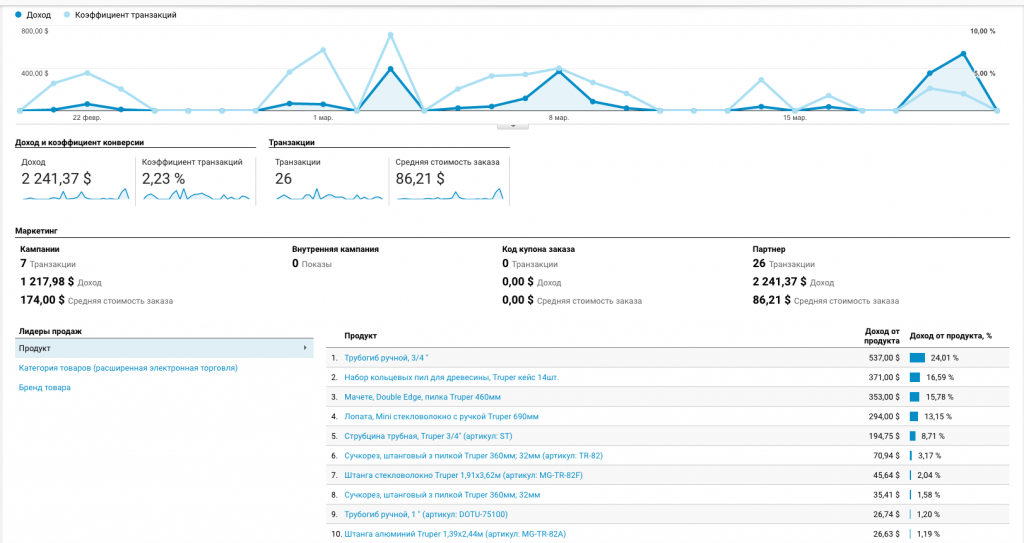 Доход Коэффициент транзакций
800,00 $ 10,00 %
400,00 $ 5,00 %
22 февр. 1 мар. 8 мар. 15 мар.
Доход и коэффициент конверсии Транзакции
Доход Коэффициент транзакций Транзакции Средняя стоимость заказа
2 241,37 $ 2,23 % 26 86,21 $
Маркетинг
Кампании Внутренняя кампания Код купона заказа Партнер
7 Транзакции 0 Показы 0 Транзакции 26 Транзакции
1 217,98 $ Доход 0,00 $ Доход 2 241,37 $ Доход
174,00 $ Средняя стоимость заказа 0,00 $ Средняя стоимость заказа 86,21 $ Средняя стоимость заказа
Лидеры продаж
Продукт
Категория товаров (расширенная электронная торговля)
Бренд товара
Продукт Доход от продукта Доход от продукта, %
1. Трубогиб ручной, 3/4 " 537,00 $ 24,01 %
2. Набор кольцевых пил для древесины, Truper кейс 14шт. 371,00 $ 16,59 %
3. Мачете, Double Edge, пилка Truper 460мм 353,00 $ 15,78 %
4. Лопата, Mini стекловолокно с ручкой Truper 690мм 294,00 $ 13,15 %
5. Струбцина трубная, Truper 3/4" (артикул: ST) 194,75 $ 8,71 %
6. Сучкорез, штанговый з пилкой Truper 360мм; 32мм (артикул: TR-82) 70,94 $ 3,17 %
7. Штанга стекловолокно Truper 1,91х3,62м (артикул: MG-TR-82F) 45,64 $ 2,04 %
8. Сучкорез, штанговый з пилкой Truper 360мм; 32мм 35,41 $ 1,58 %
9. Трубогиб ручной, 1 " (артикул: DOTU-75100) 26,74 $ 1,20 %
10. Штанга алюминий Truper 1,39х2,44м (артикул: MG-TR-82A) 26,63 $ 1,19 %